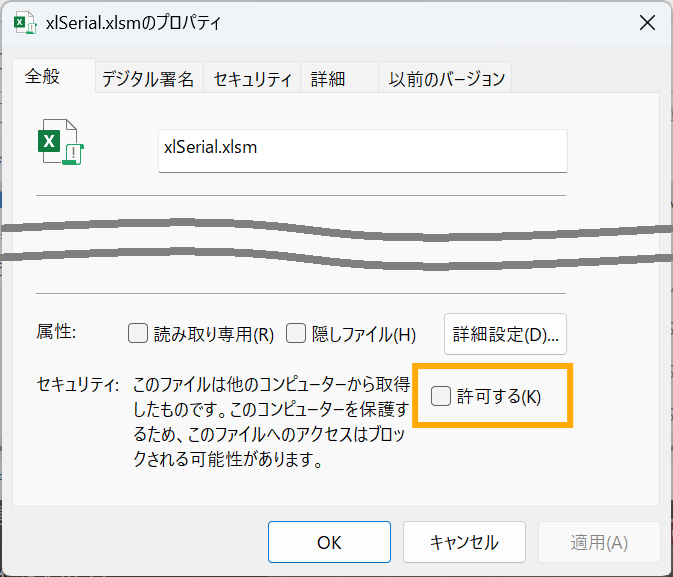 xlSerial.xlsmのプロパティ
全般 デジタル署名 セキュリティ 詳細 以前のバージョン
xlSerial.xlsm
属性: 読み取り専用(R) 隠しファイル(H) 詳細設定(D)...
セキュリティ: このファイルは他のコンピューターから取得 許可する(K)
したものです。このコンピューターを保護す
るため、このファイルへのアクセスはブロッ
クされる可能性があります。
OK キャンセル 適用(A)